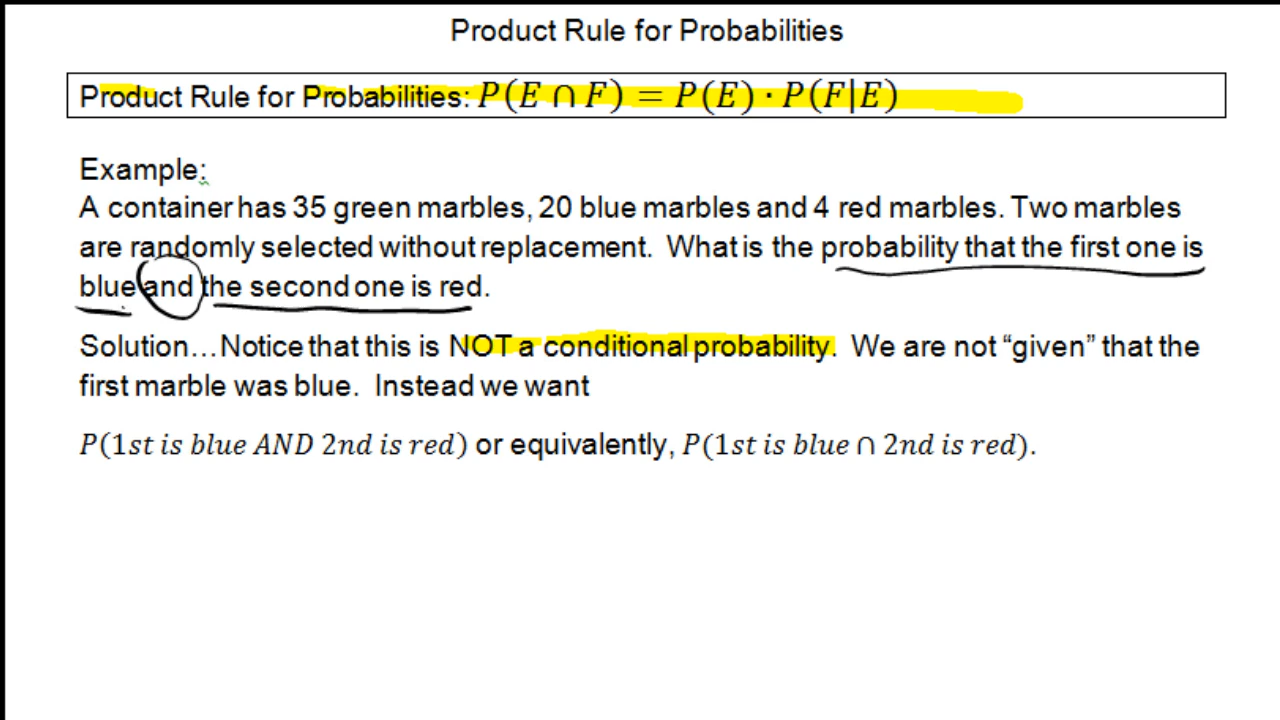 Product Rule for Probabilities
Product Rule for Probabilities: P(E ∩ F) = P(E) · P(F|E)
Example:
A container has 35 green marbles, 20 blue marbles and 4 red marbles. Two marbles
are randomly selected without replacement. What is the probability that the first one is
blue and the second one is red.
Solution…Notice that this is NOT a conditional probability. We are not “given” that the
first marble was blue. Instead we want
P(1st is blue AND 2nd is red) or equivalently, P(1st is blue ∩ 2nd is red).